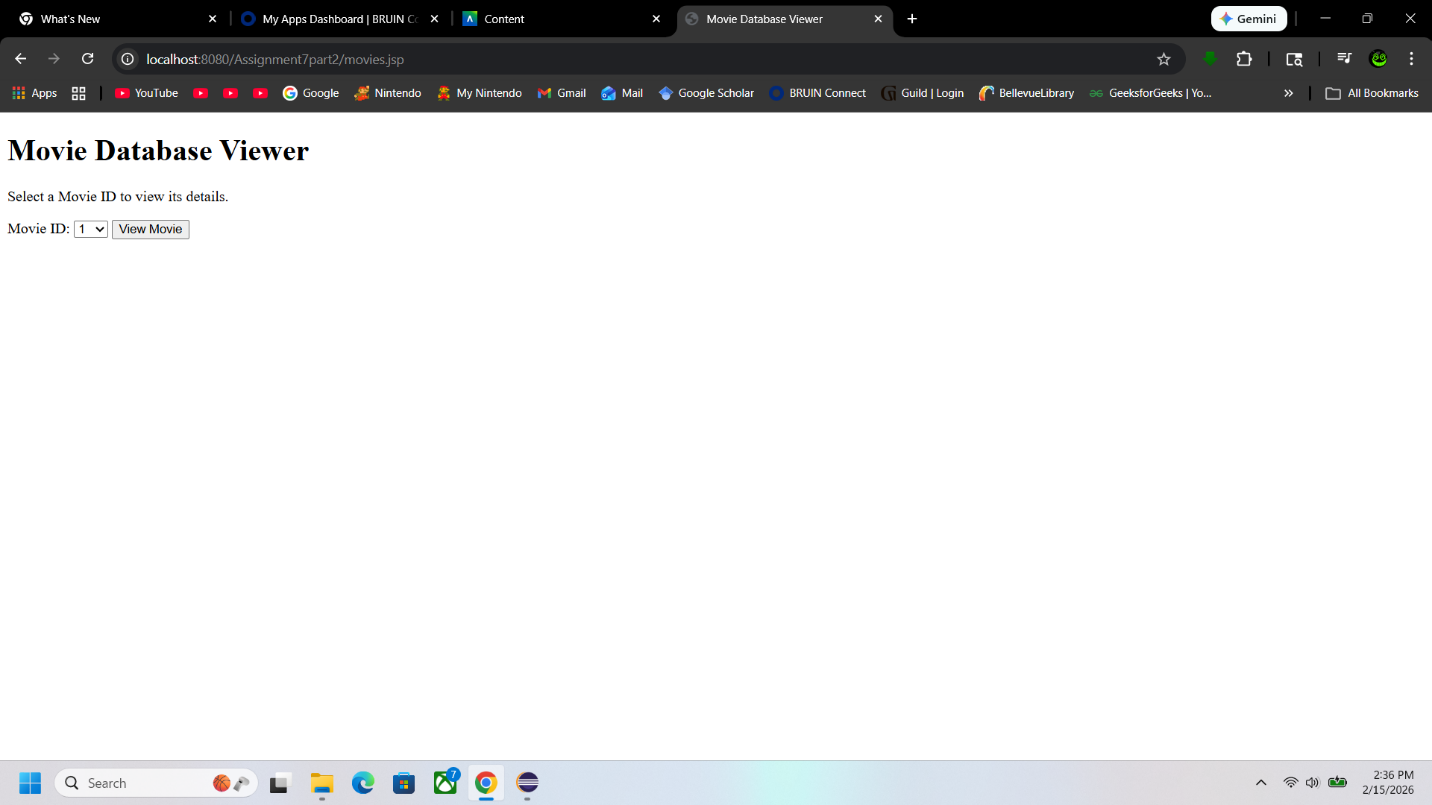 What's New
My Apps Dashboard | BRUIN Co
Content
Movie Database Viewer
Gemini
localhost:8080/Assignment7part2/movies.jsp
Apps
YouTube
Google
Nintendo
My Nintendo
Gmail
Mail
Google Scholar
BRUIN Connect
Guild | Login
BellevueLibrary
GeeksforGeeks | Yo...
All Bookmarks
Movie Database Viewer
Select a Movie ID to view its details.
Movie ID: 1 View Movie
Search
7
2:36 PM
2/15/2026